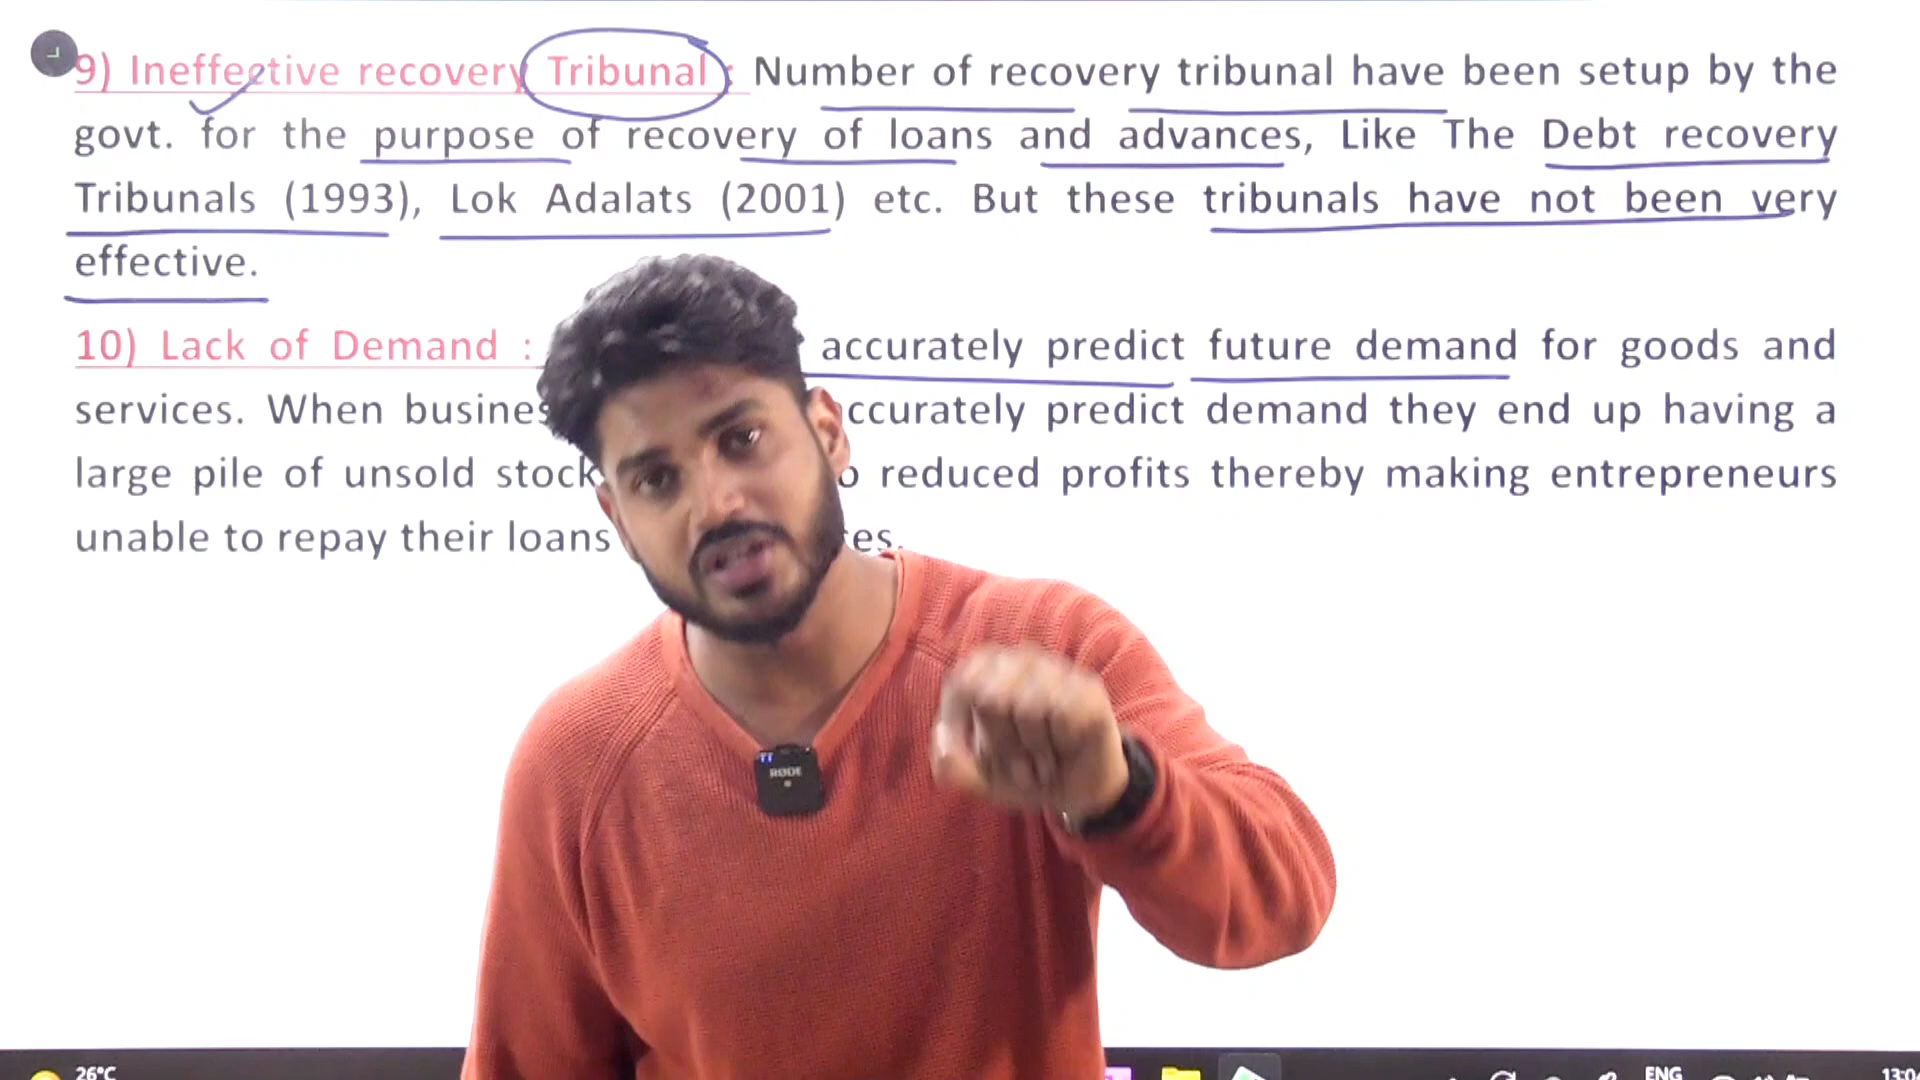 9) Ineffective recovery Tribunal : Number of recovery tribunal have been setup by the
govt. for the purpose of recovery of loans and advances, Like The Debt recovery
Tribunals (1993), Lok Adalats (2001) etc. But these tribunals have not been very
effective.
10) Lack of Demand : accurately predict future demand for goods and
services. When accurately predict demand they end up having a
large pile of unsold stock reduced profits thereby making entrepreneurs
unable to repay their loans
RØDE
26°C
ENG